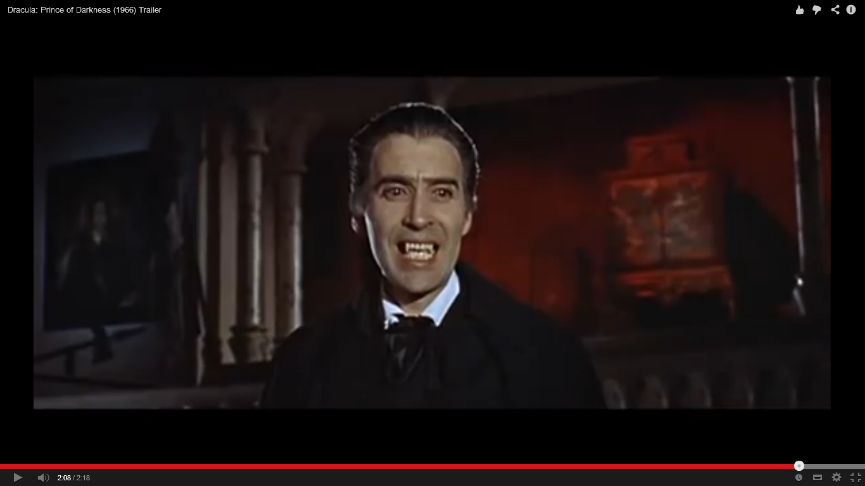 Dracula: Prince of Darkness (1966) Trailer
2:08 / 2:18